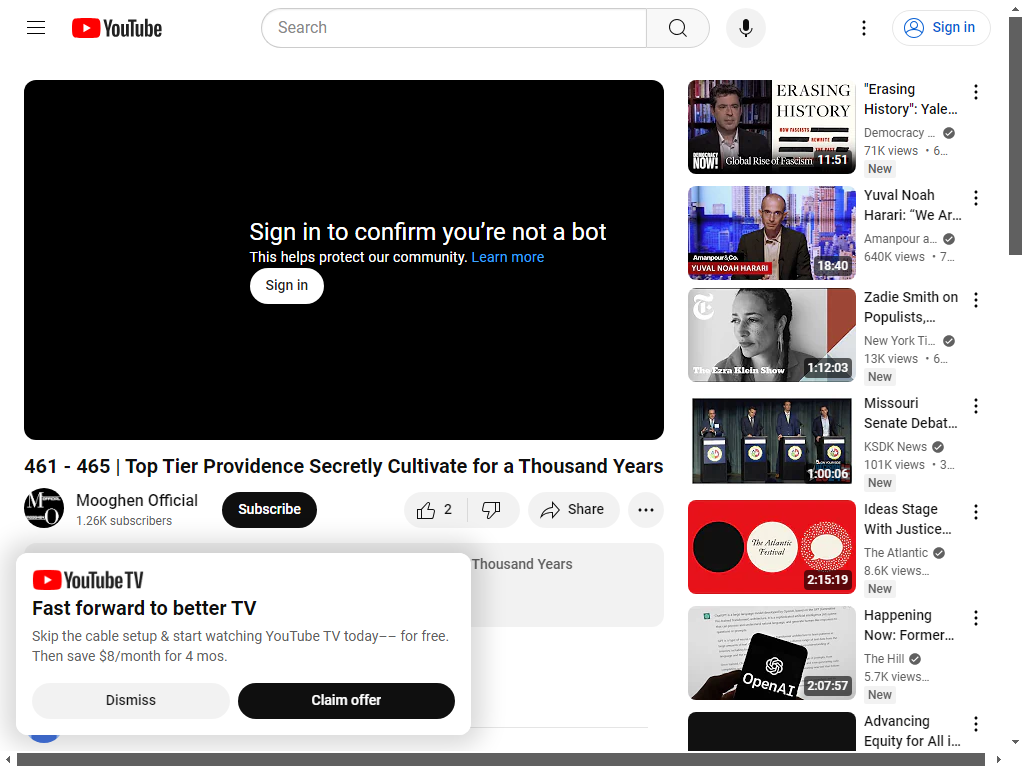 YouTube
Search
Sign in
Sign in to confirm you’re not a bot
This helps protect our community. Learn more
Sign in
461 - 465 | Top Tier Providence Secretly Cultivate for a Thousand Years
Mooghen Official
1.26K subscribers
Subscribe
2
Share
Thousand Years
YouTube TV
Fast forward to better TV
Skip the cable setup & start watching YouTube TV today–– for free.
Then save $8/month for 4 mos.
Dismiss
Claim offer
ERASING
HISTORY
HOW FASCISTS
REWRITE
THE PAST
DEMOCRACY
NOW!
Global Rise of Fascism
11:51
"Erasing
History": Yale…
Democracy ...
71K views • 6…
New
Amanpour&Co.
YUVAL NOAH HARARI
18:40
Yuval Noah
Harari: “We Ar…
Amanpour a…
640K views • 7…
The Ezra Klein Show
1:12:03
Zadie Smith on
Populists,…
New York Ti…
13K views • 6…
New
1:00:06
Missouri
Senate Debat…
KSDK News
101K views • 3…
New
The Atlantic
Festival
2:15:19
Ideas Stage
With Justice…
The Atlantic
8.6K views…
New
OpenAI
2:07:57
Happening
Now: Former…
The Hill
5.7K views…
New
Advancing
Equity for All i…